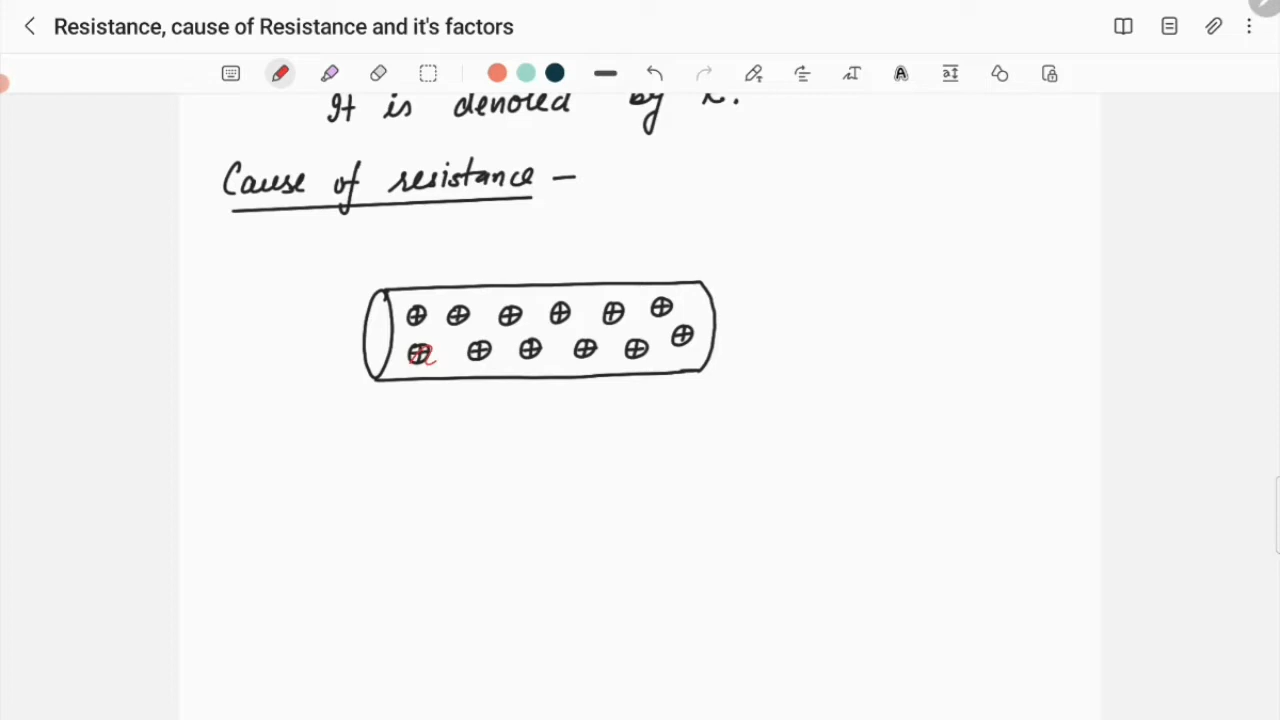 Resistance, cause of Resistance and it's factors
It is denoted by R.
Cause of resistance –